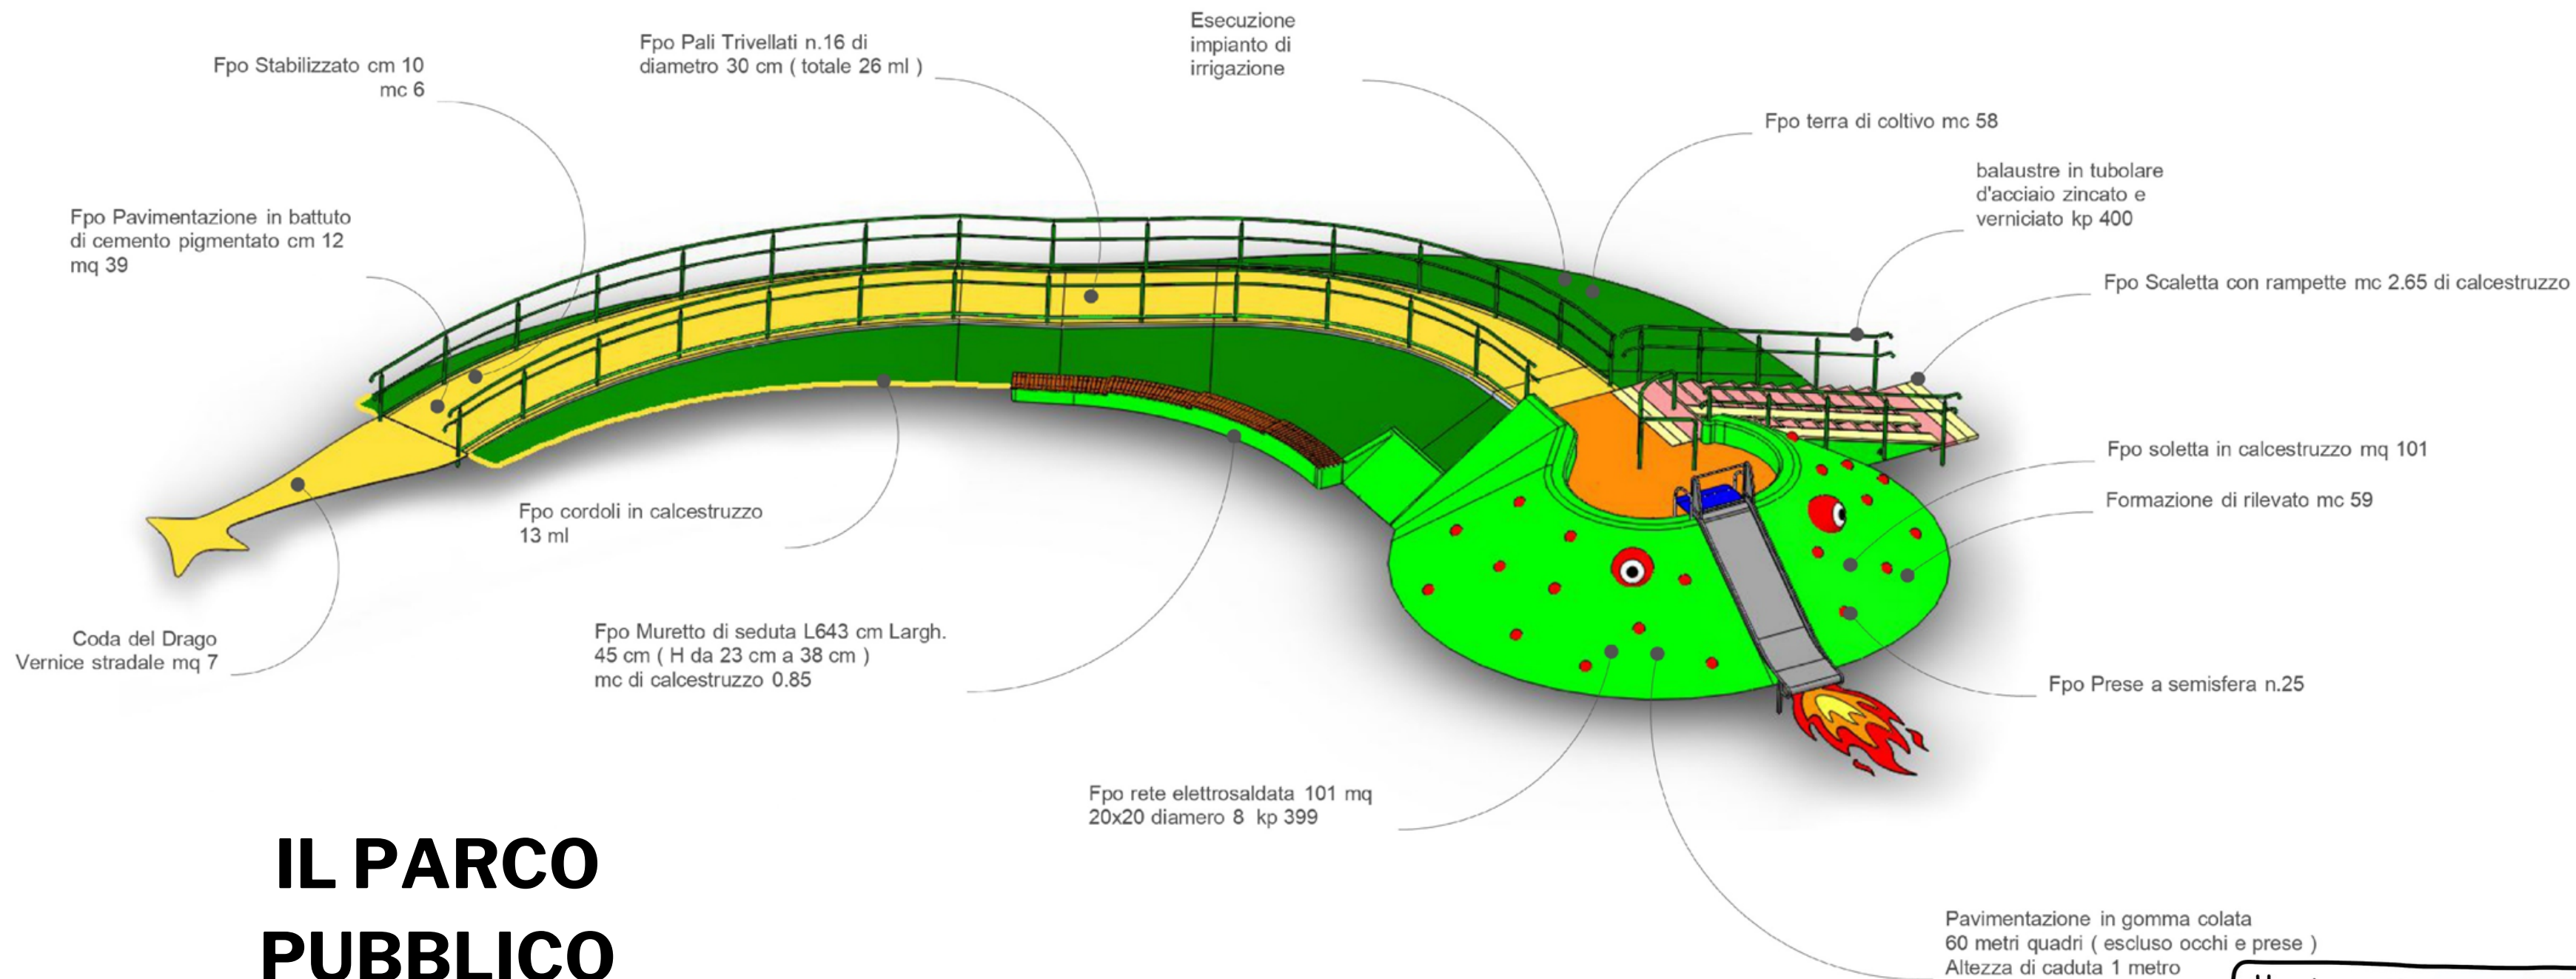 Esecuzione
impianto di
irrigazione
Fpo Pali Trivellati n.16 di
diametro 30 cm ( totale 26 ml )
Fpo Stabilizzato cm 10
mc 6
Fpo terra di coltivo mc 58
balaustre in tubolare
d'acciaio zincato e
verniciato kp 400
Fpo Pavimentazione in battuto
di cemento pigmentato cm 12
mq 39
Fpo Scaletta con rampette mc 2.65 di calcestruzzo
Fpo soletta in calcestruzzo mq 101
Formazione di rilevato mc 59
Fpo cordoli in calcestruzzo
13 ml
Coda del Drago
Vernice stradale mq 7
Fpo Muretto di seduta L643 cm Largh.
45 cm ( H da 23 cm a 38 cm )
mc di calcestruzzo 0.85
Fpo Prese a semisfera n.25
Fpo rete elettrosaldata 101 mq
20x20 diamero 8 kp 399
IL PARCO
PUBBLICO
Pavimentazione in gomma colata
60 metri quadri ( escluso occhi e prese )
Altezza di caduta 1 metro